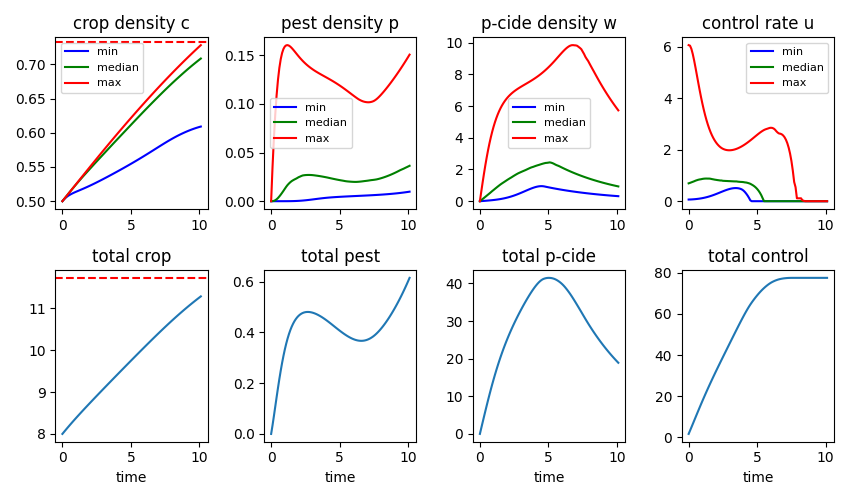 crop density c
pest density p
p-cide density w
control rate u
0.70
0.65
0.60
0.55
0.50
min
median
max
0 5 10
0.15
0.10
0.05
0.00
min
median
max
0 5 10
10
8
6
4
2
0
min
median
max
0 5 10
6
4
2
0
min
median
max
0 5 10
total crop
total pest
total p-cide
total control
11
10
9
8
0 5 10
time
0.6
0.4
0.2
0.0
0 5 10
time
40
30
20
10
0
0 5 10
time
80
60
40
20
0
0 5 10
time